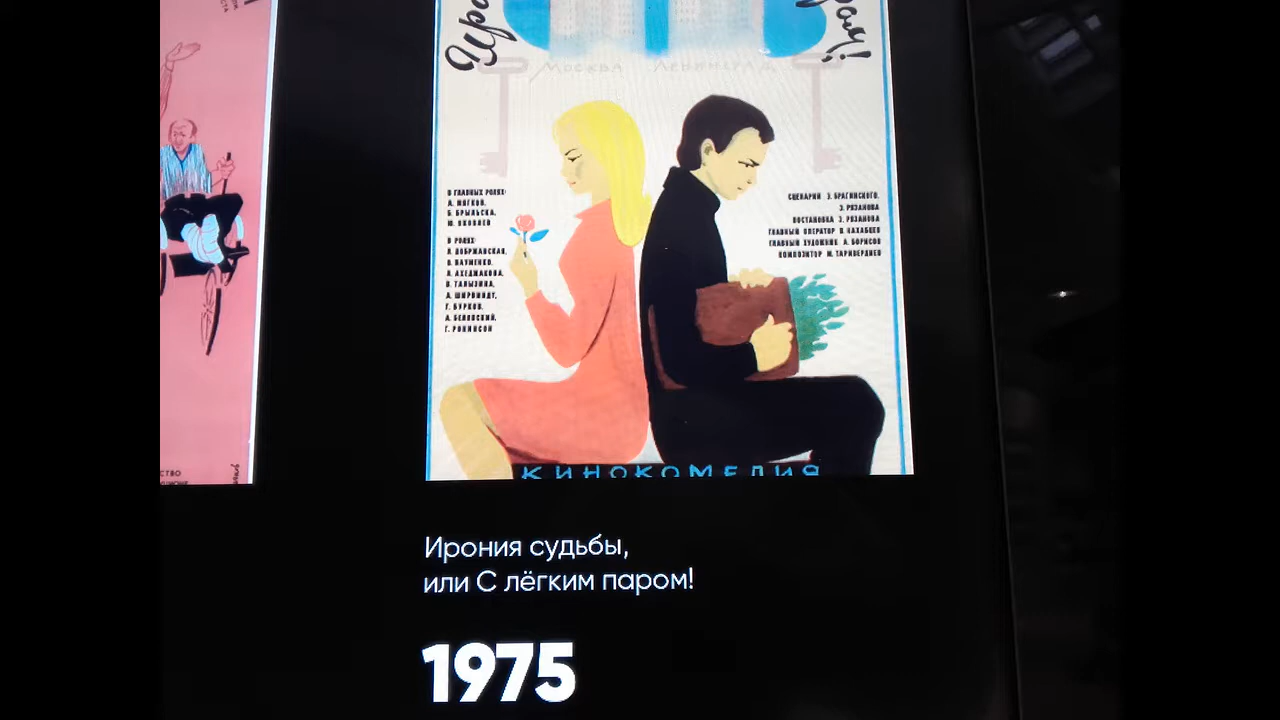 МОСКВА ЛЕНИНГРАД
В ГЛАВНЫХ РОЛЯХ:
А. МЯГКОВ,
Б. БРЫЛЬСКА,
Ю. ЯКОВЛЕВ
В РОЛЯХ:
Л. ДОБРЖАНСКАЯ,
О. НАУМЕНКО,
Л. АХЕДЖАКОВА,
В. ТАЛЫЗИНА,
А. ШИРВИНДТ,
Г. БУРКОВ,
А. БЕЛЯВСКИЙ,
Г. РОНИНСОН
СЦЕНАРИЙ Э. БРАГИНСКОГО,
Э. РЯЗАНОВА
ПОСТАНОВКА Э. РЯЗАНОВА
ГЛАВНЫЙ ОПЕРАТОР В. НАХАБЦЕВ
ГЛАВНЫЙ ХУДОЖНИК А. БОРИСОВ
КОМПОЗИТОР М. ТАРИВЕРДИЕВ
КИНОКОМЕДИЯ
Ирония судьбы,
или С лёгким паром!
1975